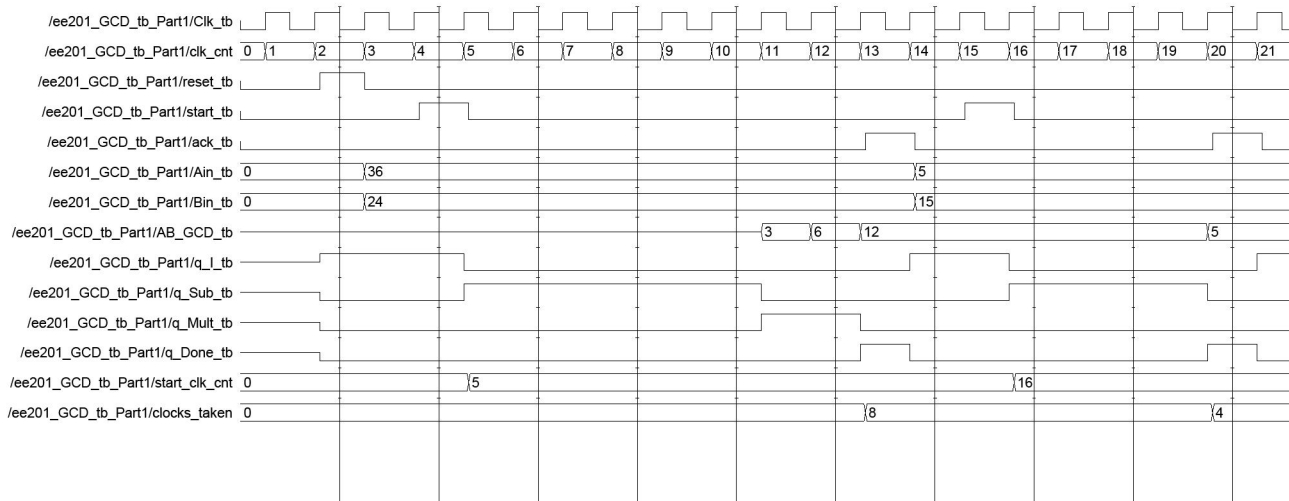 /ee201_GCD_tb_Part1/Clk_tb
/ee201_GCD_tb_Part1/clk_cnt 0 1 2 3 4 5 6 7 8 9 10 11 12 13 14 15 16 17 18 19 20 21
/ee201_GCD_tb_Part1/reset_tb
/ee201_GCD_tb_Part1/start_tb
/ee201_GCD_tb_Part1/ack_tb
/ee201_GCD_tb_Part1/Ain_tb 0 36 5
/ee201_GCD_tb_Part1/Bin_tb 0 24 15
/ee201_GCD_tb_Part1/AB_GCD_tb 3 6 12 5
/ee201_GCD_tb_Part1/q_I_tb
/ee201_GCD_tb_Part1/q_Sub_tb
/ee201_GCD_tb_Part1/q_Mult_tb
/ee201_GCD_tb_Part1/q_Done_tb
/ee201_GCD_tb_Part1/start_clk_cnt 0 5 16
/ee201_GCD_tb_Part1/clocks_taken 0 8 4